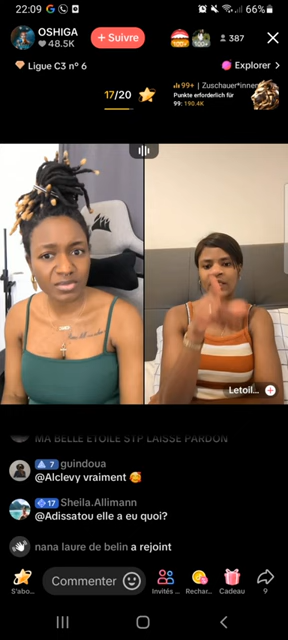 22:09
66%
OSHIGA
48.5K
+ Suivre
100+
100+
387
Ligue C3 nº 6
Explorer >
17/20
99+ | Zuschauer*innen
Punkte erforderlich für
99: 190.4K
Letoil...
MA BELLE ETOILE STP LAISSE PARDON
7 guindoua
@Alclevy vraiment 🥰
17 Sheila.Allimann
@Adissatou elle a eu quoi?
nana laure de belin a rejoint
Commenter
S'abo...
Invités ...
Rechar...
Cadeau
9